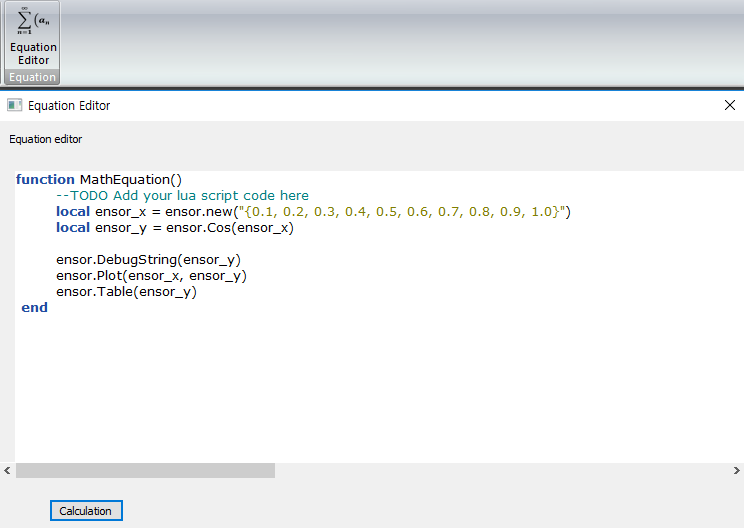 ∞
∑(aₙ
n=1
Equation
Editor
Equation
Equation Editor
Equation editor
function MathEquation()
--TODO Add your lua script code here
local ensor_x = ensor.new("{0.1, 0.2, 0.3, 0.4, 0.5, 0.6, 0.7, 0.8, 0.9, 1.0}")
local ensor_y = ensor.Cos(ensor_x)
ensor.DebugString(ensor_y)
ensor.Plot(ensor_x, ensor_y)
ensor.Table(ensor_y)
end
Calculation